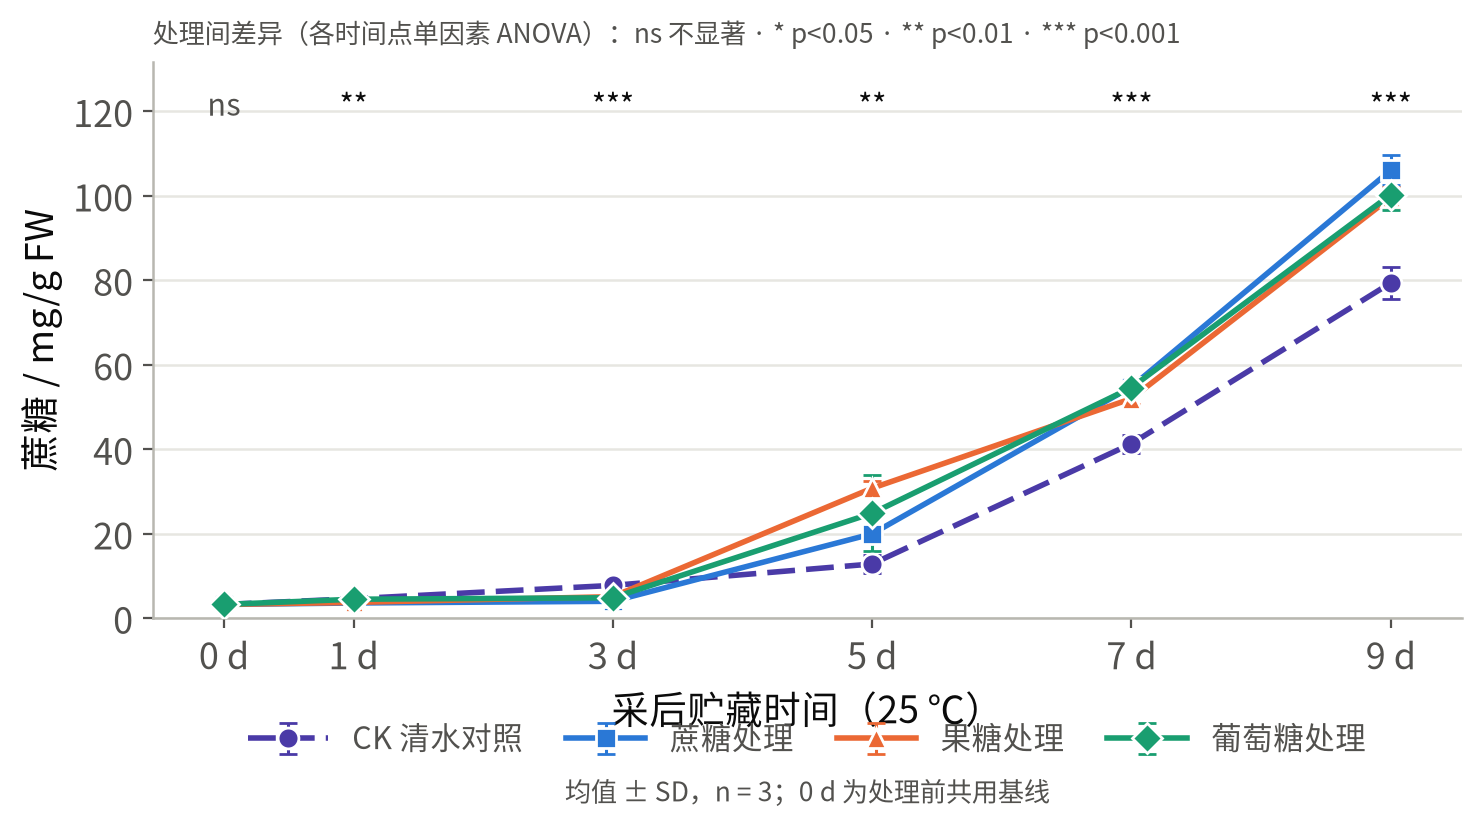 处理间差异（各时间点单因素 ANOVA）：ns 不显著 · * p<0.05 · ** p<0.01 · *** p<0.001
ns ** *** ** *** ***
蔗糖 / mg/g FW
120
100
80
60
40
20
0
0 d 1 d 3 d 5 d 7 d 9 d
采后贮藏时间（25 °C）
CK 清水对照 蔗糖处理 果糖处理 葡萄糖处理
均值 ± SD，n = 3；0 d 为处理前共用基线